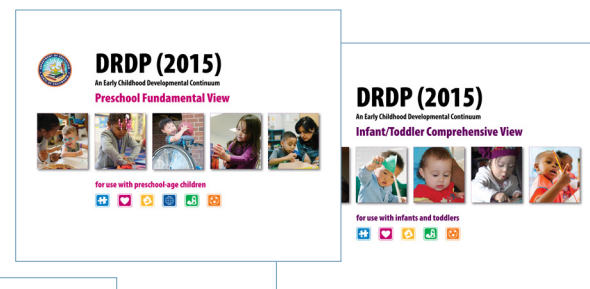 DRDP (2015)
An Early Childhood Developmental Continuum
Preschool Fundamental View
for use with preschool-age children
DRDP (2015)
An Early Childhood Developmental Continuum
Infant/Toddler Comprehensive View
for use with infants and toddlers